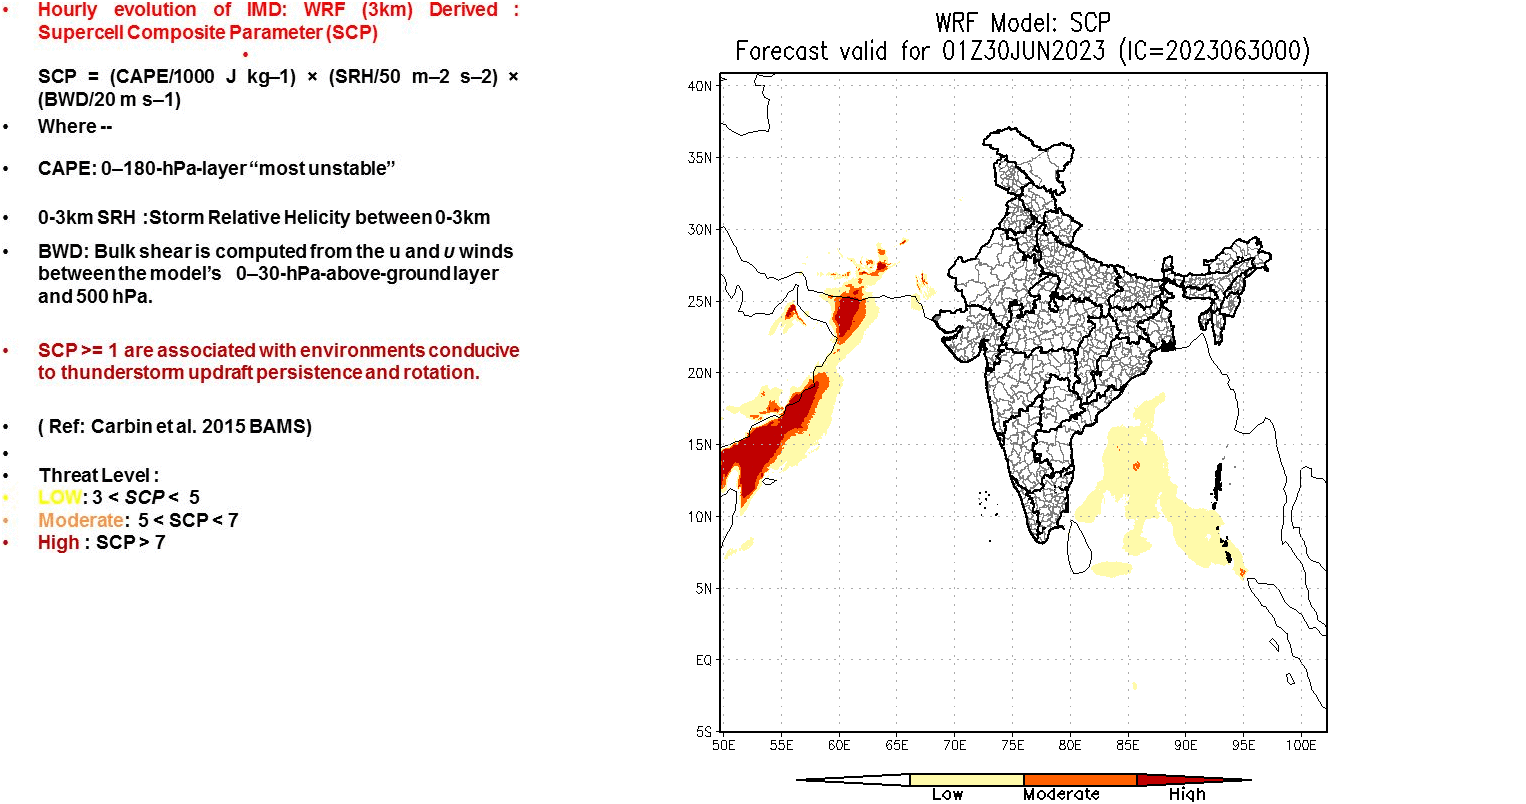 Hourly evolution of IMD: WRF (3km) Derived :
Supercell Composite Parameter (SCP)
SCP = (CAPE/1000 J kg–1) × (SRH/50 m–2 s–2) ×
(BWD/20 m s–1)
Where --
CAPE: 0–180-hPa-layer “most unstable”
0-3km SRH :Storm Relative Helicity between 0-3km
BWD: Bulk shear is computed from the u and υ winds
between the model’s 0–30-hPa-above-ground layer
and 500 hPa.
SCP >= 1 are associated with environments conducive
to thunderstorm updraft persistence and rotation.
( Ref: Carbin et al. 2015 BAMS)
Threat Level :
LOW: 3 < SCP < 5
Moderate: 5 < SCP < 7
High : SCP > 7
WRF Model: SCP
Forecast valid for 01Z30JUN2023 (IC=2023063000)
40N
35N
30N
25N
20N
15N
10N
5N
EQ
5S
50E 55E 60E 65E 70E 75E 80E 85E 90E 95E 100E
Low Moderate High